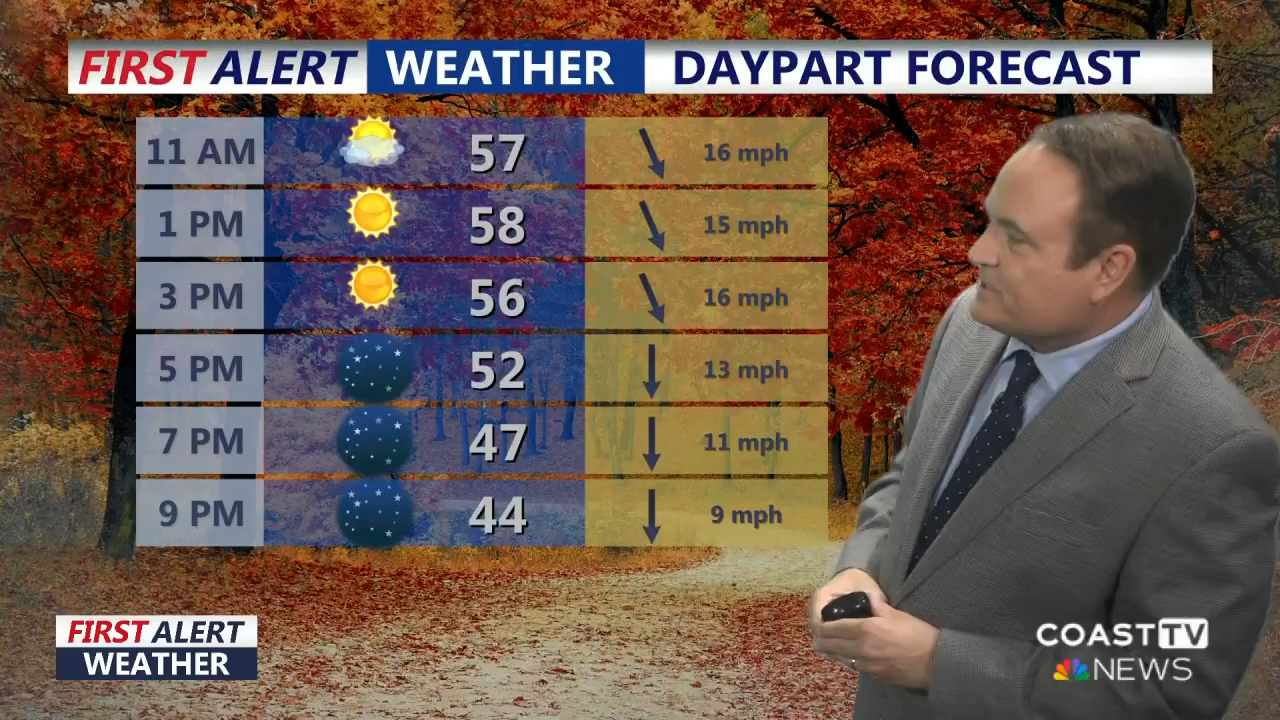 FIRST ALERT WEATHER DAYPART FORECAST
11 AM 57 16 mph
1 PM 58 15 mph
3 PM 56 16 mph
5 PM 52 13 mph
7 PM 47 11 mph
9 PM 44 9 mph
FIRST ALERT
WEATHER
COAST TV
NEWS